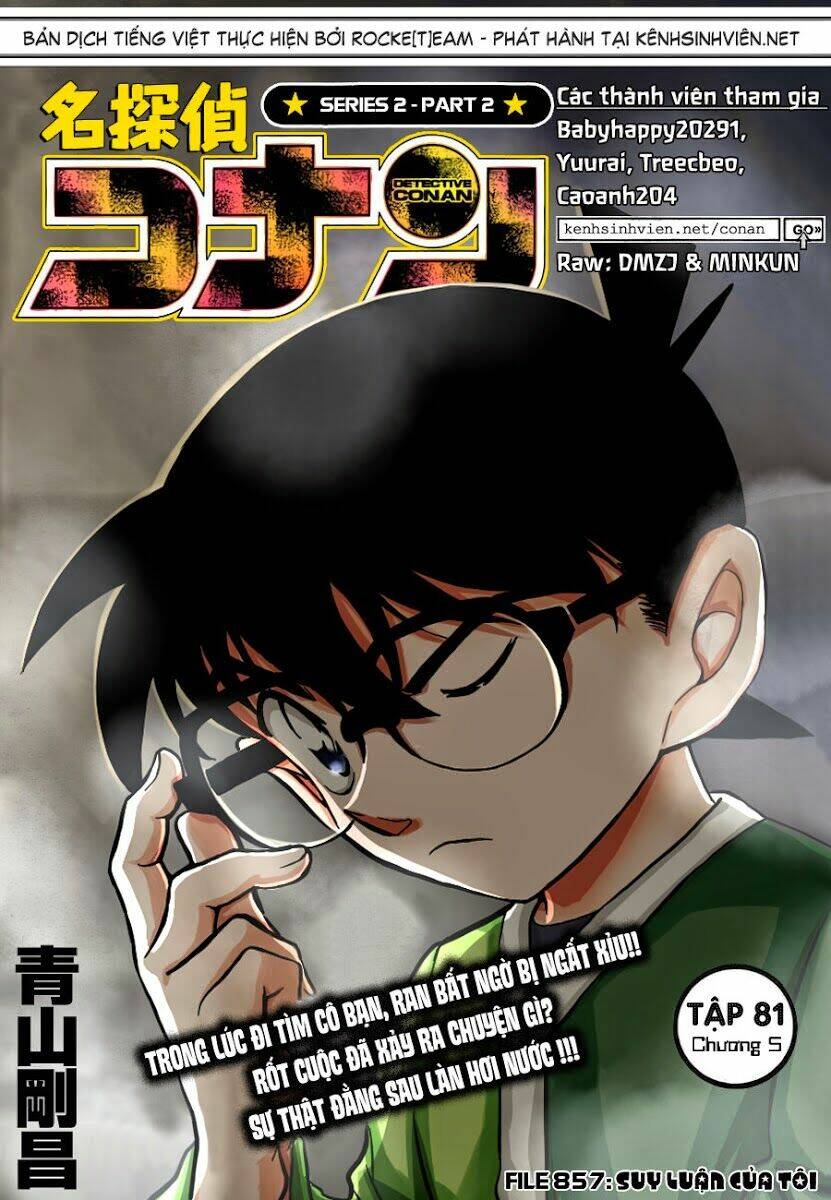 BẢN DỊCH TIẾNG VIỆT THỰC HIỆN BỞI ROCKE[T]EAM - PHÁT HÀNH TẠI KÊNHSINHVIÊN.NET
名探偵
コナン
DETECTIVE
CONAN
★ SERIES 2 - PART 2 ★
Các thành viên tham gia
Babyhappy20291,
Yuurai, Treecbeo,
Caoanh204
kenhsinhvien.net/conan GO»
Raw: DMZJ & MINKUN
青山剛昌
TRONG LÚC ĐI TÌM CÔ BẠN, RAN BẤT NGỜ BỊ NGẤT XỈU!!
RỐT CUỘC ĐÃ XẢY RA CHUYỆN GÌ?
SỰ THẬT ĐẰNG SAU LÀN HƠI NƯỚC !!!
TẬP 81
Chương 5
FILE 857: SUY LUẬN CỦA TÔI